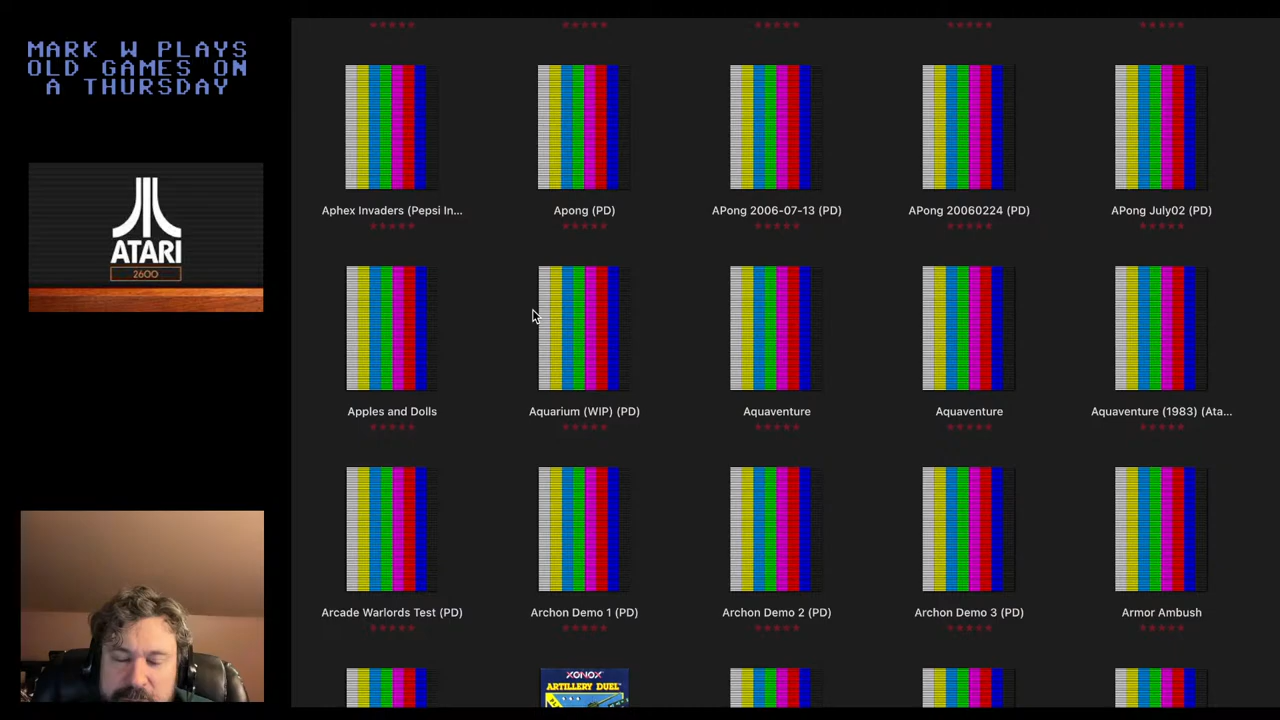 MARK W PLAYS
OLD GAMES ON
A THURSDAY
ATARI
2600
Aphex Invaders (Pepsi In...
Apong (PD)
APong 2006-07-13 (PD)
APong 20060224 (PD)
APong July02 (PD)
Apples and Dolls
Aquarium (WIP) (PD)
Aquaventure
Aquaventure
Aquaventure (1983) (Ata...
Arcade Warlords Test (PD)
Archon Demo 1 (PD)
Archon Demo 2 (PD)
Archon Demo 3 (PD)
Armor Ambush
XONOX
ARTILLERY DUEL